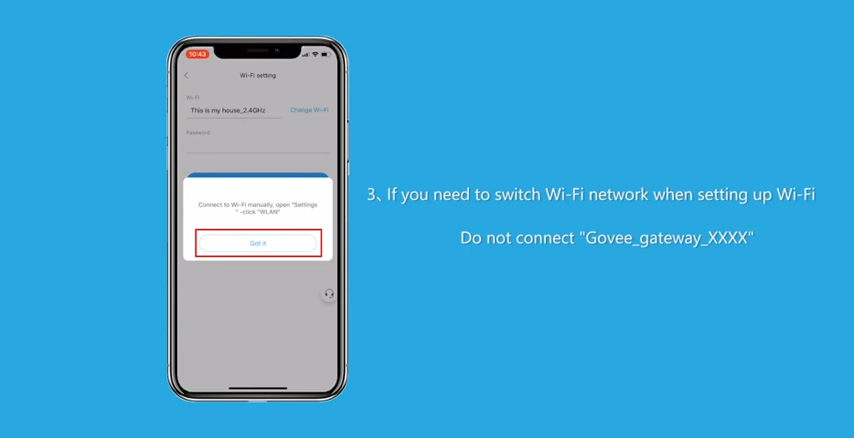 10:43
Wi-Fi setting
Wi-Fi
This is my house_2.4GHz
Change Wi-Fi
Password
Connect to Wi-Fi manually, open "Settings
" -click "WLAN"
Got it
3、If you need to switch Wi-Fi network when setting up Wi-Fi
Do not connect "Govee_gateway_XXXX"